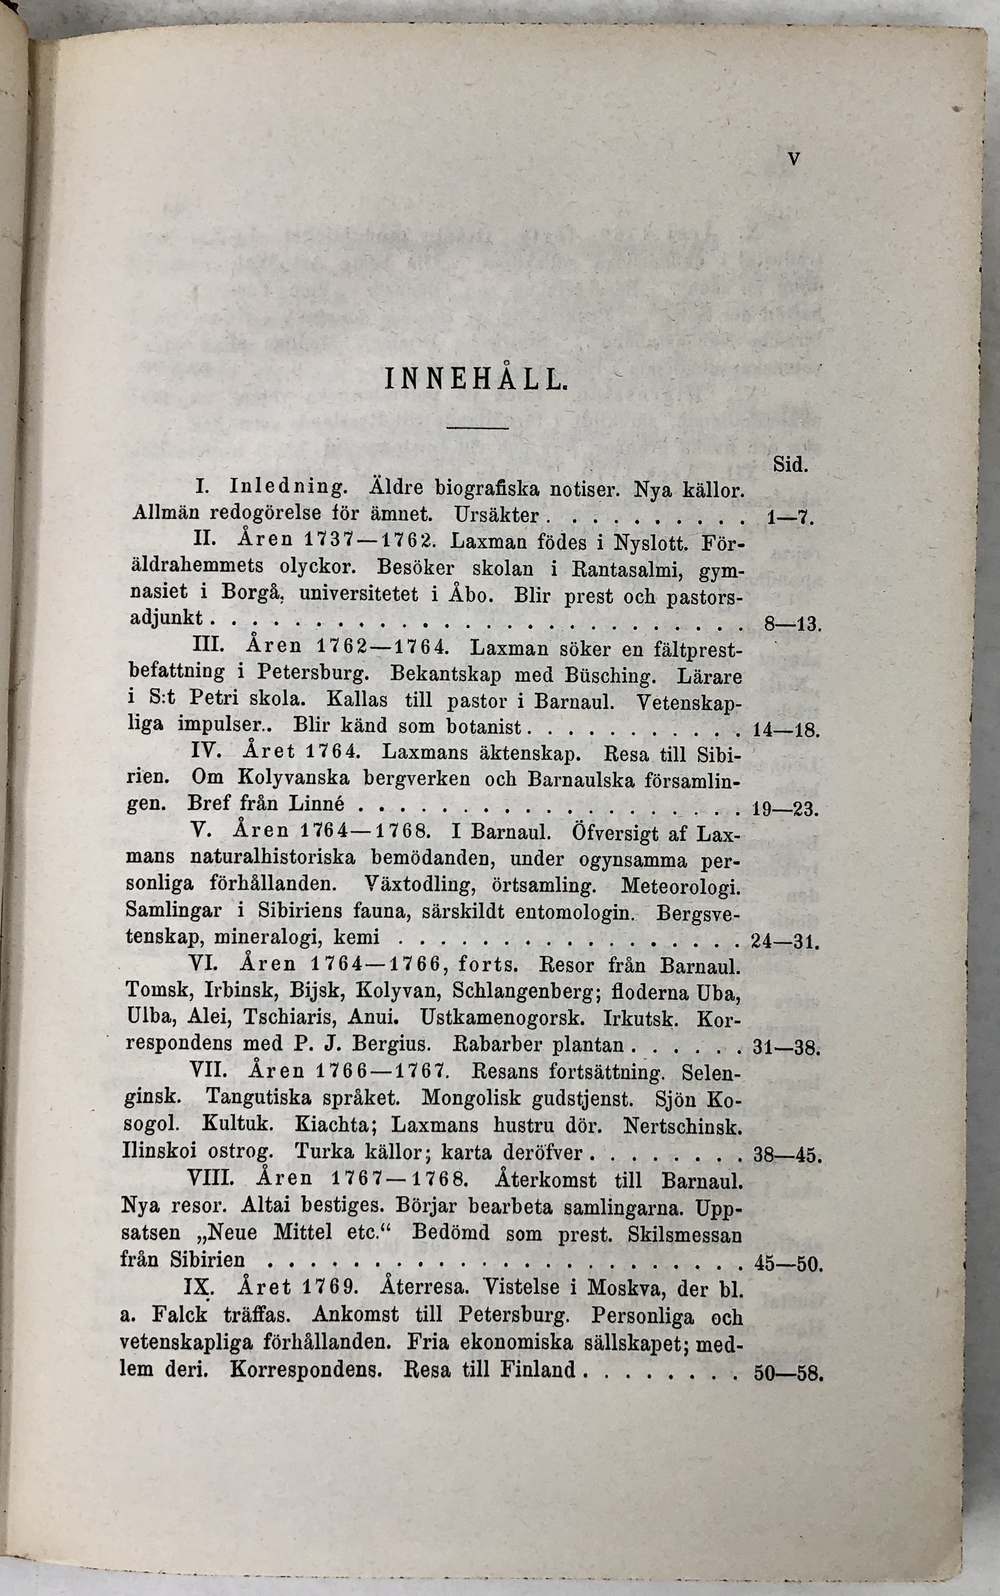 V
INNEHÅLL.
Sid.
I. Inledning. Äldre biografiska notiser. Nya källor.
Allmän redogörelse för ämnet. Ursäkter . . . . . . . . . . 1—7.
II. Åren 1737—1762. Laxman födes i Nyslott. För-
äldrahemmets olyckor. Besöker skolan i Rantasalmi, gym-
nasiet i Borgå, universitetet i Åbo. Blir prest och pastors-
adjunkt . . . . . . . . . . . . . . . . . . . . . . . . . . 8—13.
III. Åren 1762—1764. Laxman söker en fältprest-
befattning i Petersburg. Bekantskap med Büsching. Lärare
i S:t Petri skola. Kallas till pastor i Barnaul. Vetenskap-
liga impulser.. Blir känd som botanist . . . . . . . . . . . 14—18.
IV. Året 1764. Laxmans äktenskap. Resa till Sibi-
rien. Om Kolyvanska bergverken och Barnaulska församlin-
gen. Bref från Linné . . . . . . . . . . . . . . . . . . . 19—23.
V. Åren 1764—1768. I Barnaul. Öfversigt af Lax-
mans naturalhistoriska bemödanden, under ogynsamma per-
sonliga förhållanden. Växtodling, örtsamling. Meteorologi.
Samlingar i Sibiriens fauna, särskildt entomologin. Bergsve-
tenskap, mineralogi, kemi . . . . . . . . . . . . . . . . . 24—31.
VI. Åren 1764—1766, forts. Resor från Barnaul.
Tomsk, Irbinsk, Bijsk, Kolyvan, Schlangenberg; floderna Uba,
Ulba, Alei, Tschiaris, Anui. Ustkamenogorsk. Irkutsk. Kor-
respondens med P. J. Bergius. Rabarber plantan . . . . . . 31—38.
VII. Åren 1766—1767. Resans fortsättning. Selen-
ginsk. Tangutiska språket. Mongolisk gudstjenst. Sjön Ko-
sogol. Kultuk. Kiachta; Laxmans hustru dör. Nertschinsk.
Ilinskoi ostrog. Turka källor; karta deröfver . . . . . . . . 38—45.
VIII. Åren 1767—1768. Återkomst till Barnaul.
Nya resor. Altai bestiges. Börjar bearbeta samlingarna. Upp-
satsen „Neue Mittel etc.“ Bedömd som prest. Skilsmessan
från Sibirien . . . . . . . . . . . . . . . . . . . . . . . 45—50.
IX. Året 1769. Återresa. Vistelse i Moskva, der bl.
a. Falck träffas. Ankomst till Petersburg. Personliga och
vetenskapliga förhållanden. Fria ekonomiska sällskapet; med-
lem deri. Korrespondens. Resa till Finland . . . . . . . . 50—58.